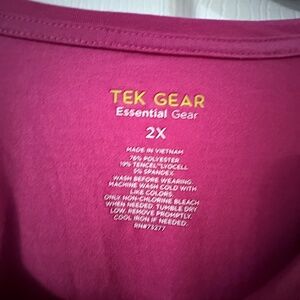 TEK GEAR
Essential Gear
2X
MADE IN VIETNAM
76% POLYESTER
19% TENCEL™LYOCELL
5% SPANDEX
WASH BEFORE WEARING.
MACHINE WASH COLD WITH
LIKE COLORS.
ONLY NON-CHLORINE BLEACH
WHEN NEEDED. TUMBLE DRY
LOW. REMOVE PROMPTLY.
COOL IRON IF NEEDED.
RN#73277